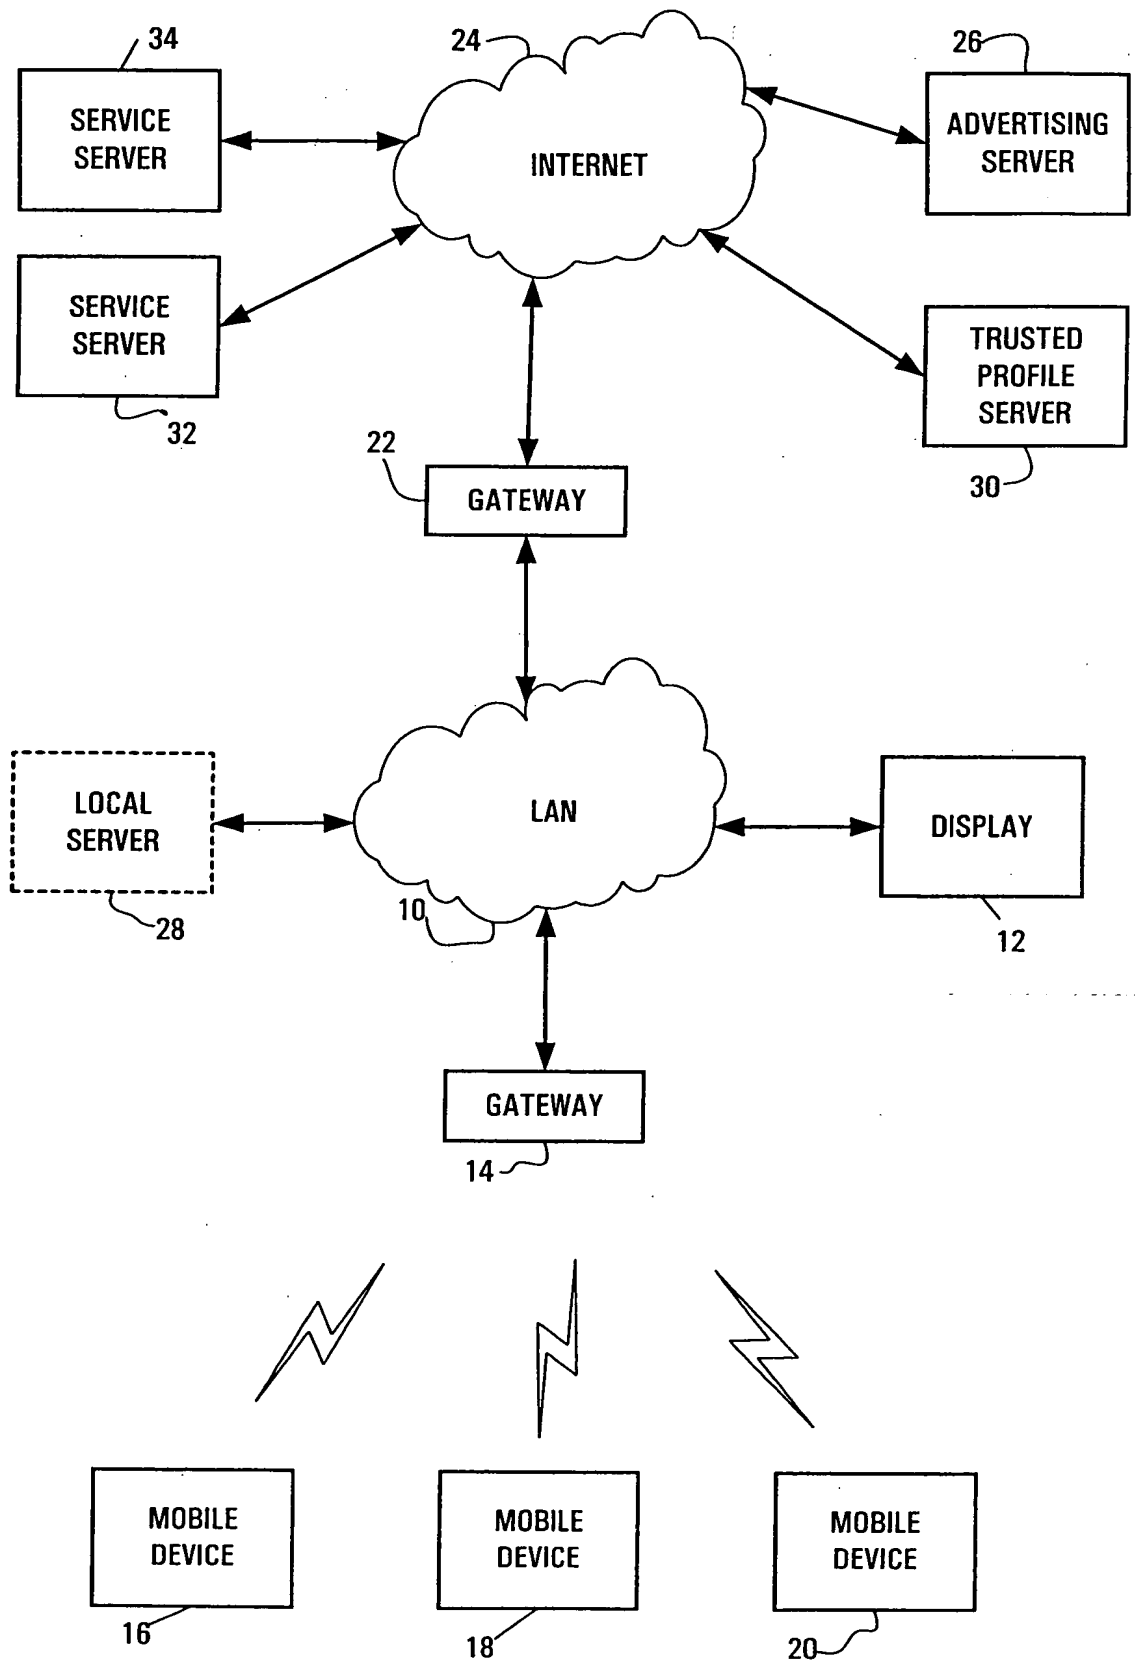 34
24
26
SERVICE
SERVER
INTERNET
ADVERTISING
SERVER
SERVICE
SERVER
32
TRUSTED
PROFILE
SERVER
30
22
GATEWAY
LOCAL
SERVER
28
LAN
10
DISPLAY
12
GATEWAY
14
MOBILE
DEVICE
16
MOBILE
DEVICE
18
MOBILE
DEVICE
20